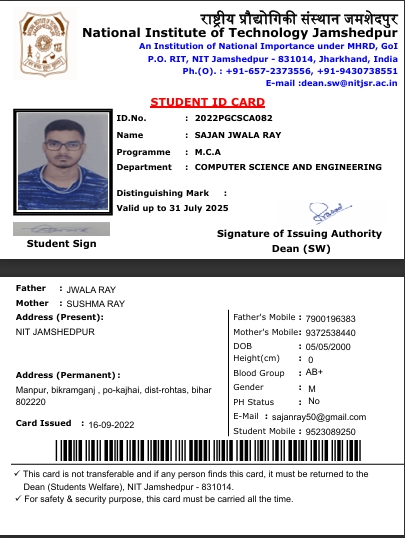 राष्ट्रीय प्रौद्योगिकी संस्थान जमशेदपुर
National Institute of Technology Jamshedpur
An Institution of National Importance under MHRD, GoI
P.O. RIT, NIT Jamshedpur - 831014, Jharkhand, India
Ph.(O). : +91-657-2373556, +91-9430738551
E-mail :dean.sw@nitjsr.ac.in
STUDENT ID CARD
ID.No. : 2022PGCSCA082
Name : SAJAN JWALA RAY
Programme : M.C.A
Department : COMPUTER SCIENCE AND ENGINEERING
Distinguishing Mark :
Valid up to 31 July 2025
Student Sign
Signature of Issuing Authority
Dean (SW)
Father : JWALA RAY
Mother : SUSHMA RAY
Address (Present):
NIT JAMSHEDPUR
Address (Permanent) :
Manpur, bikramganj , po-kajhai, dist-rohtas, bihar
802220
Card Issued : 16-09-2022
Father's Mobile : 7900196383
Mother's Mobile : 9372538440
DOB : 05/05/2000
Height(cm) : 0
Blood Group : AB+
Gender : M
PH Status : No
E-Mail : sajanray50@gmail.com
Student Mobile : 9523089250
✓ This card is not transferable and if any person finds this card, it must be returned to the
Dean (Students Welfare), NIT Jamshedpur - 831014.
✓ For safety & security purpose, this card must be carried all the time.